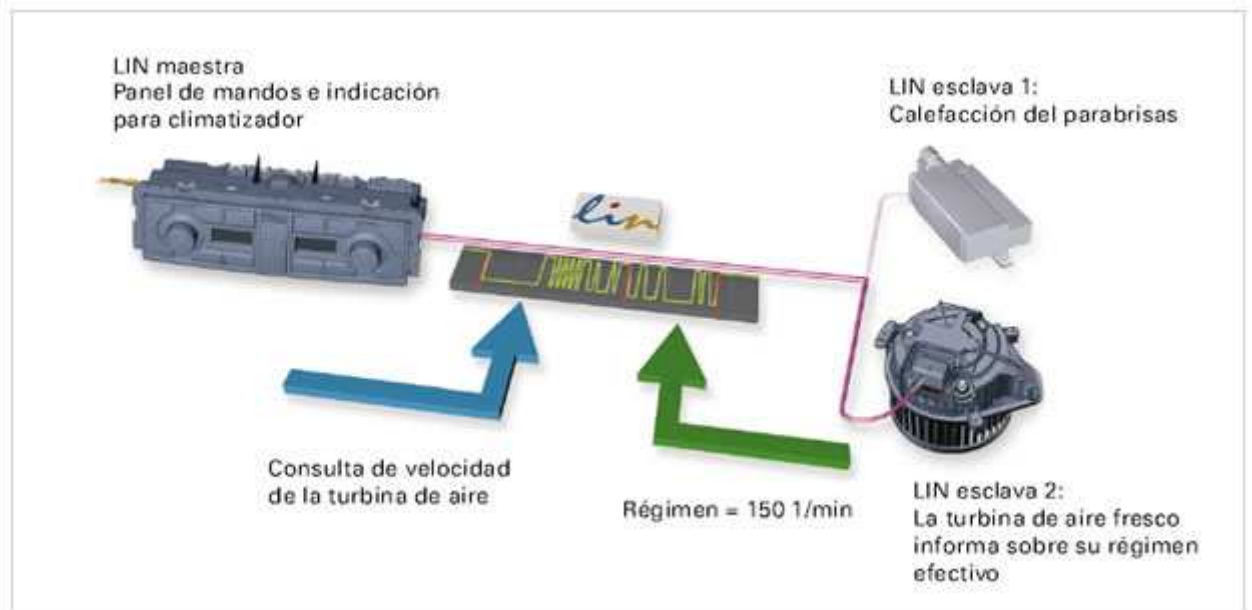 LIN maestra
Panel de mandos e indicación
para climatizador
LIN esclava 1:
Calefacción del parabrisas
lin
Consulta de velocidad
de la turbina de aire
Régimen = 150 1/min
LIN esclava 2:
La turbina de aire fresco
informa sobre su régimen
efectivo